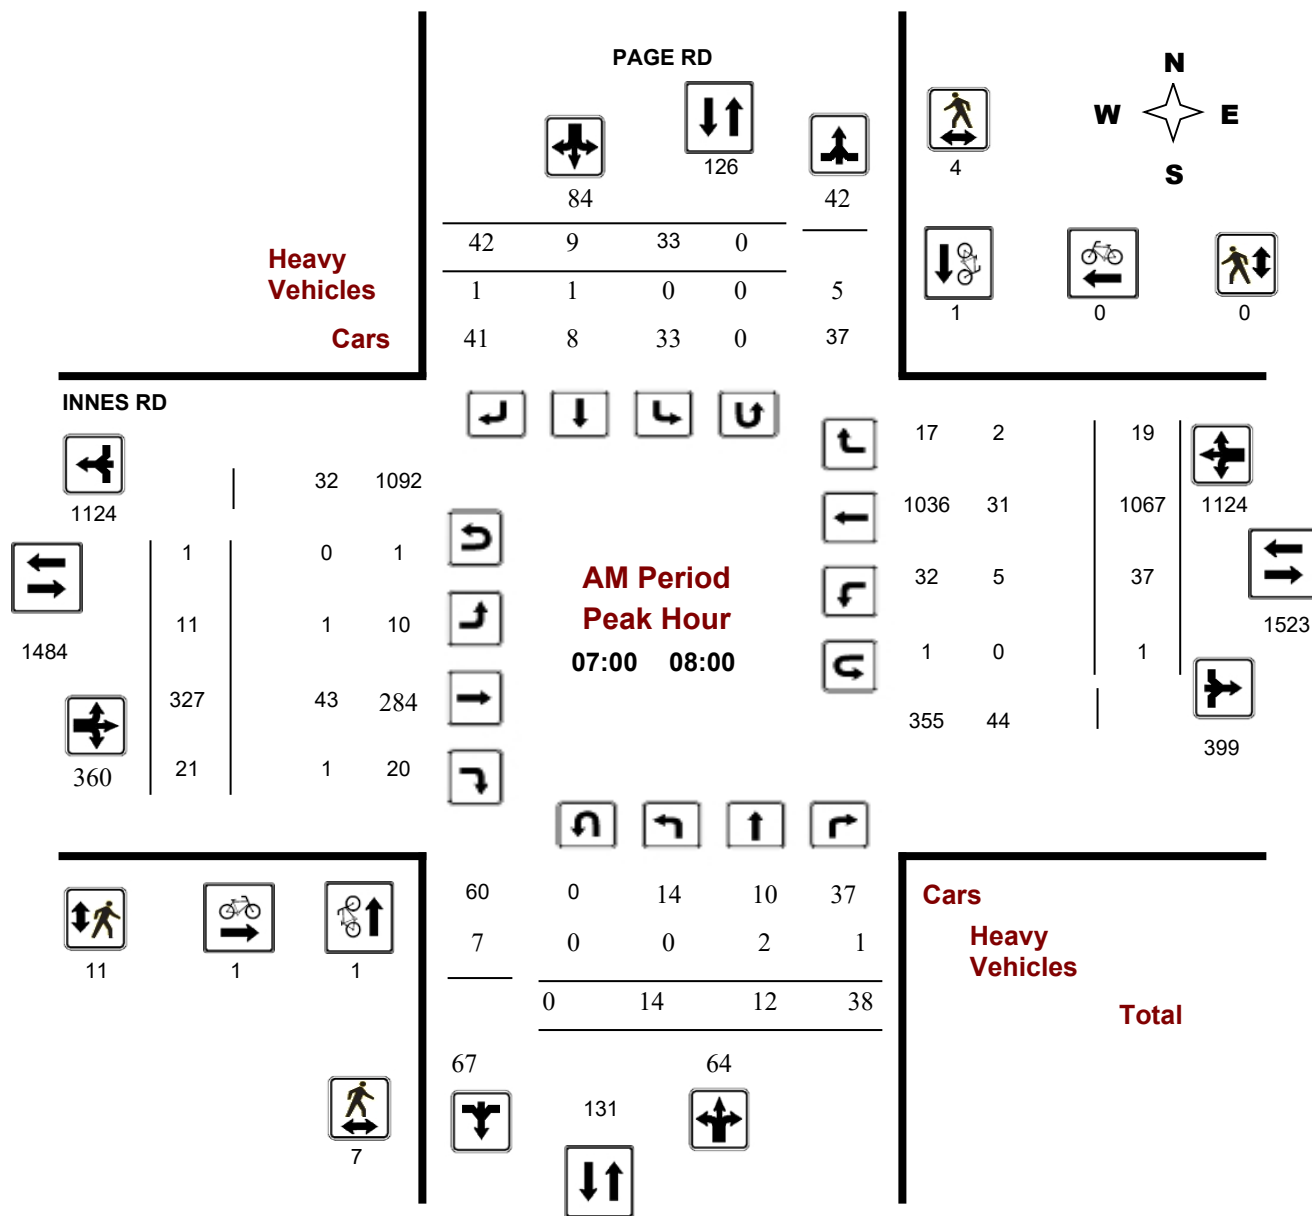 PAGE RD
N
W E
S
126
4
84 42
42 9 33 0
Heavy
Vehicles 1 1 0 0 5
Cars 41 8 33 0 37
1 0 0
INNES RD
17 2 19
32 1092
1124
1036 31 1067 1124
1 0 1
AM Period
32 5 37
Peak Hour
11 1 10
1523
1484
07:00 08:00
1 0 1
327 43 284
355 44
399
360 21 1 20
60 0 14 10 37 Cars
7 0 0 2 1 Heavy
Vehicles
11 1 1
0 14 12 38
Total
67 64
131
7